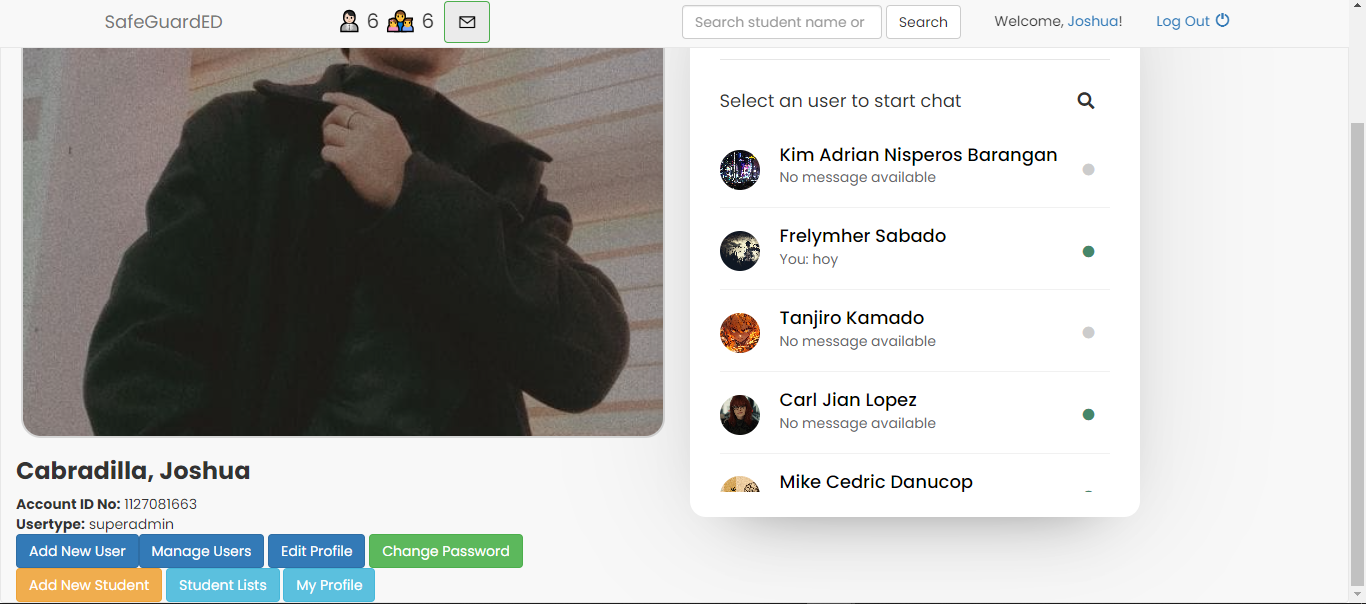 SafeGuardED 6 6 Search student name or Search Welcome, Joshua! Log Out
Select an user to start chat
Kim Adrian Nisperos Barangan
No message available
Frelymher Sabado
You: hoy
Tanjiro Kamado
No message available
Carl Jian Lopez
No message available
Mike Cedric Danucop
Cabradilla, Joshua
Account ID No: 1127081663
Usertype: superadmin
Add New User Manage Users Edit Profile Change Password
Add New Student Student Lists My Profile